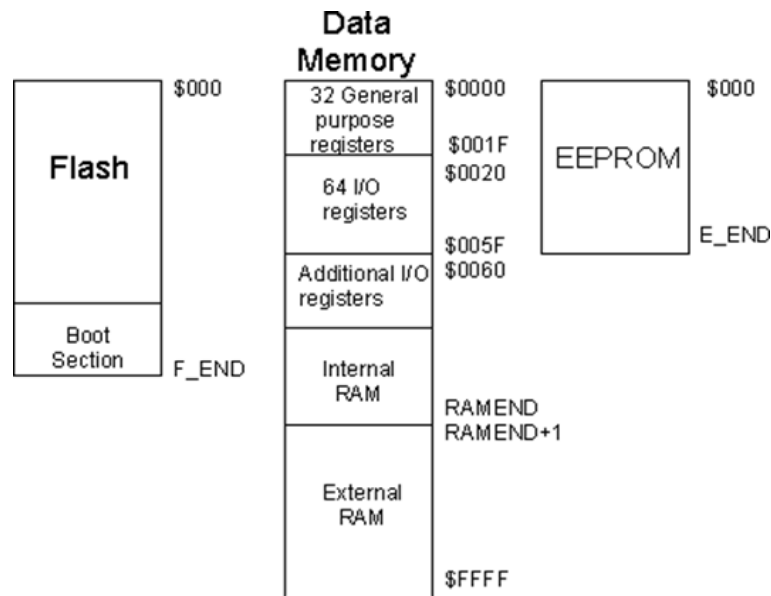 Data
Memory
$000
Flash
Boot
Section
F_END
32 General
purpose
registers
$0000
$001F
64 I/O
registers
$0020
$005F
Additional I/O
registers
$0060
Internal
RAM
RAMEND
RAMEND+1
External
RAM
$FFFF
$000
EEPROM
E_END